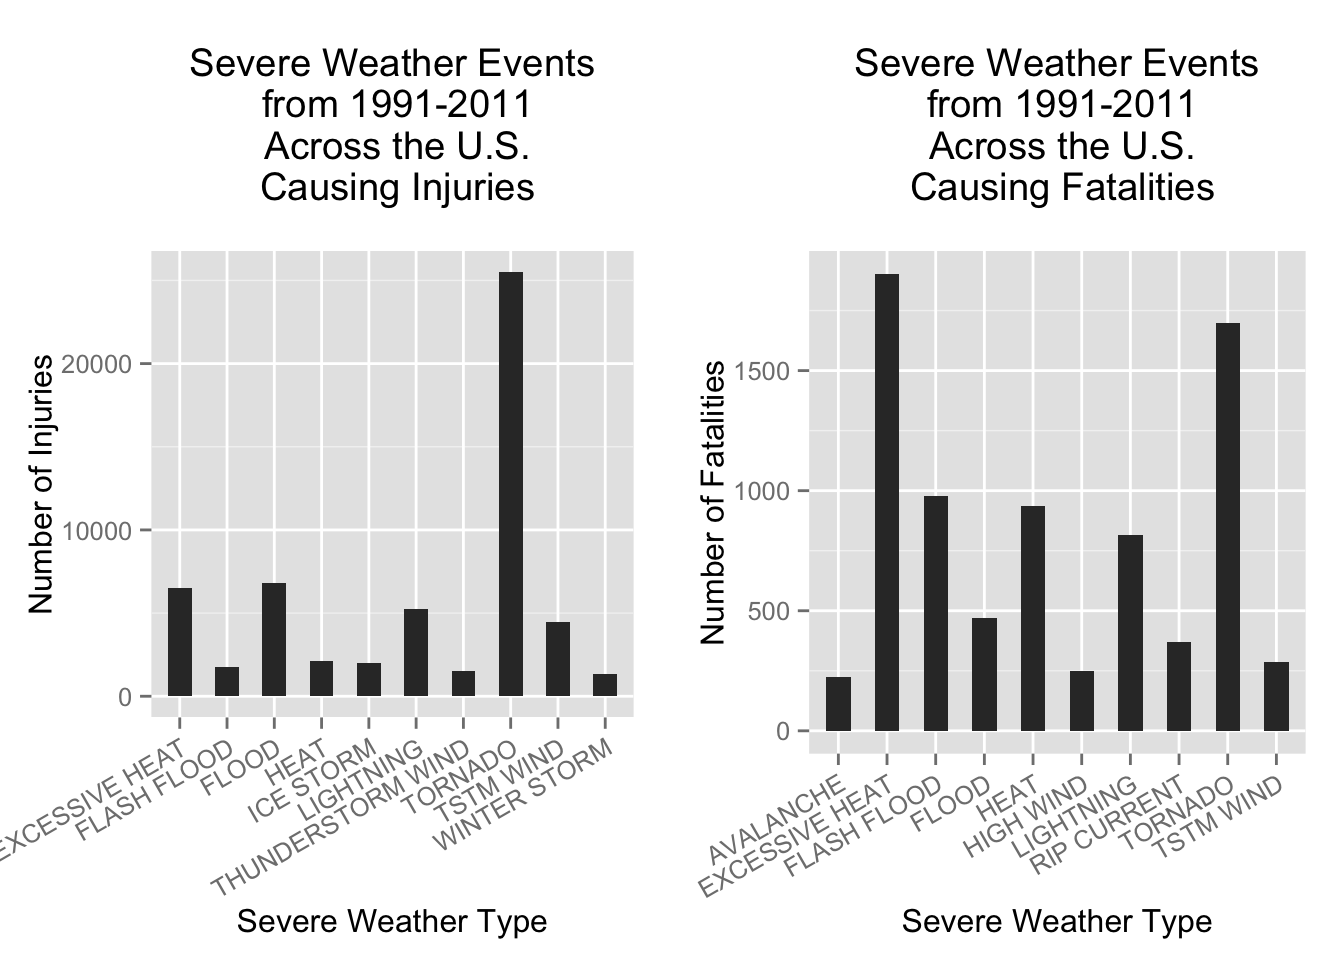 Severe Weather Events
from 1991-2011
Across the U.S.
Causing Injuries
Number of Injuries
20000
10000
0
EXCESSIVE HEAT
FLASH FLOOD
FLOOD
HEAT
ICE STORM
LIGHTNING
THUNDERSTORM WIND
TORNADO
TSTM WIND
WINTER STORM
Severe Weather Type
Severe Weather Events
from 1991-2011
Across the U.S.
Causing Fatalities
Number of Fatalities
1500
1000
500
0
AVALANCHE
EXCESSIVE HEAT
FLASH FLOOD
FLOOD
HEAT
HIGH WIND
LIGHTNING
RIP CURRENT
TORNADO
TSTM WIND
Severe Weather Type